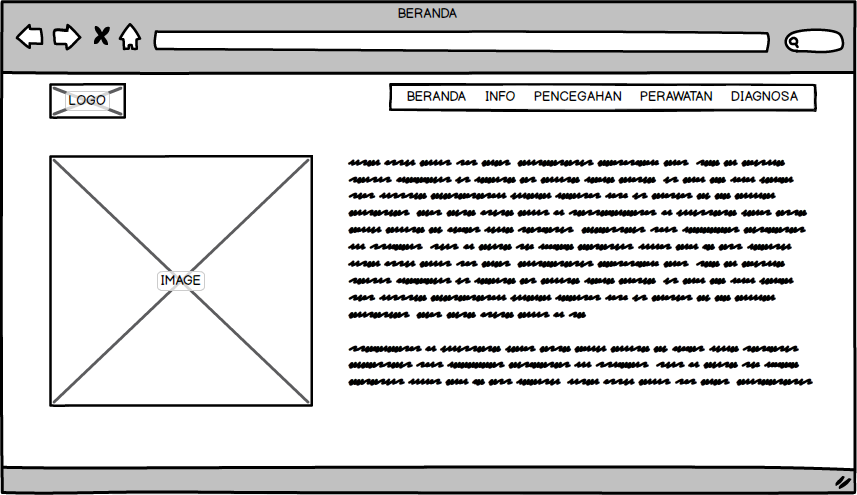 BERANDA
LOGO
BERANDA INFO PENCEGAHAN PERAWATAN DIAGNOSA
IMAGE